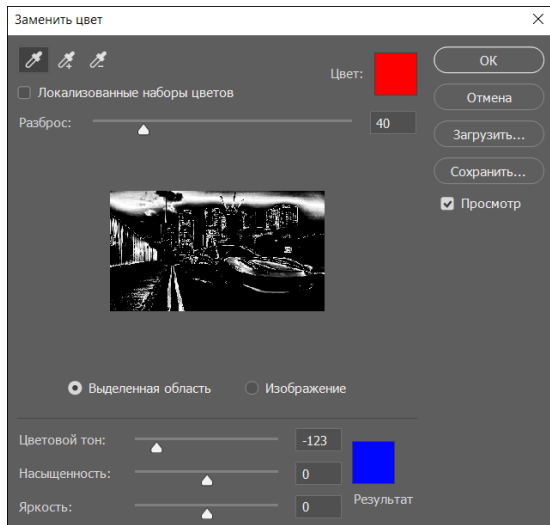 Заменить цвет
Цвет:
Локализованные наборы цветов
Разброс:
40
OK
Отмена
Загрузить...
Сохранить...
Просмотр
Выделенная область
Изображение
Цветовой тон:
-123
Насыщенность:
0
Яркость:
0
Результат